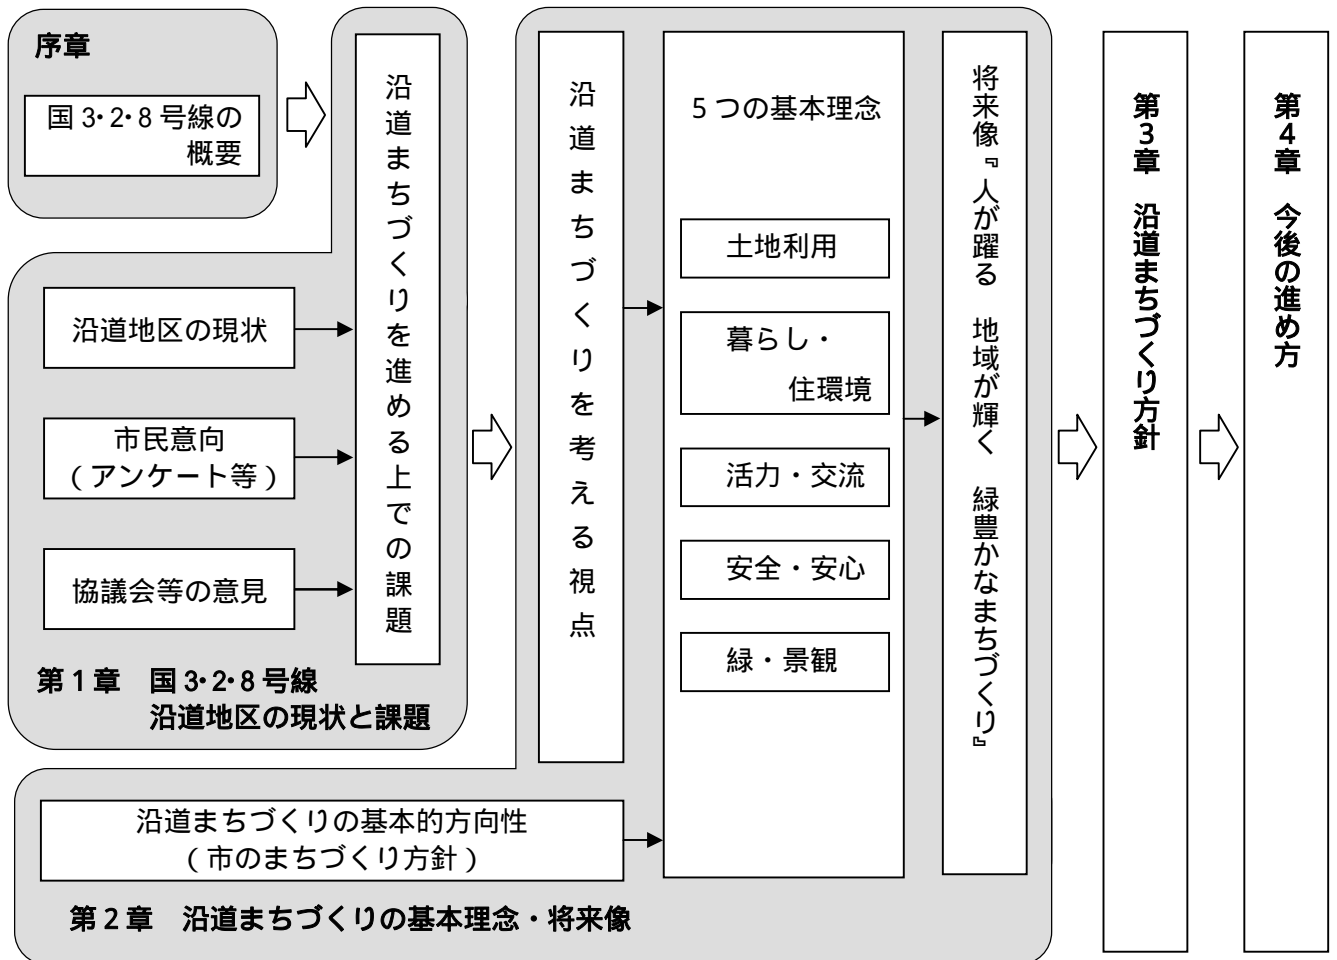 序章
国 3・2・8 号線の
概要
沿道地区の現状
市民意向
（アンケート等）
協議会等の意見
沿道まちづくりを進める上での課題
第 1 章　国 3・2・8 号線
沿道地区の現状と課題
沿道まちづくりを考える視点
沿道まちづくりの基本的方向性
（市のまちづくり方針）
5 つの基本理念
土地利用
暮らし・
住環境
活力・交流
安全・安心
緑・景観
将来像『人が躍る　地域が輝く　緑豊かなまちづくり』
第 2 章　沿道まちづくりの基本理念・将来像
第3章　沿道まちづくり方針
第4章　今後の進め方